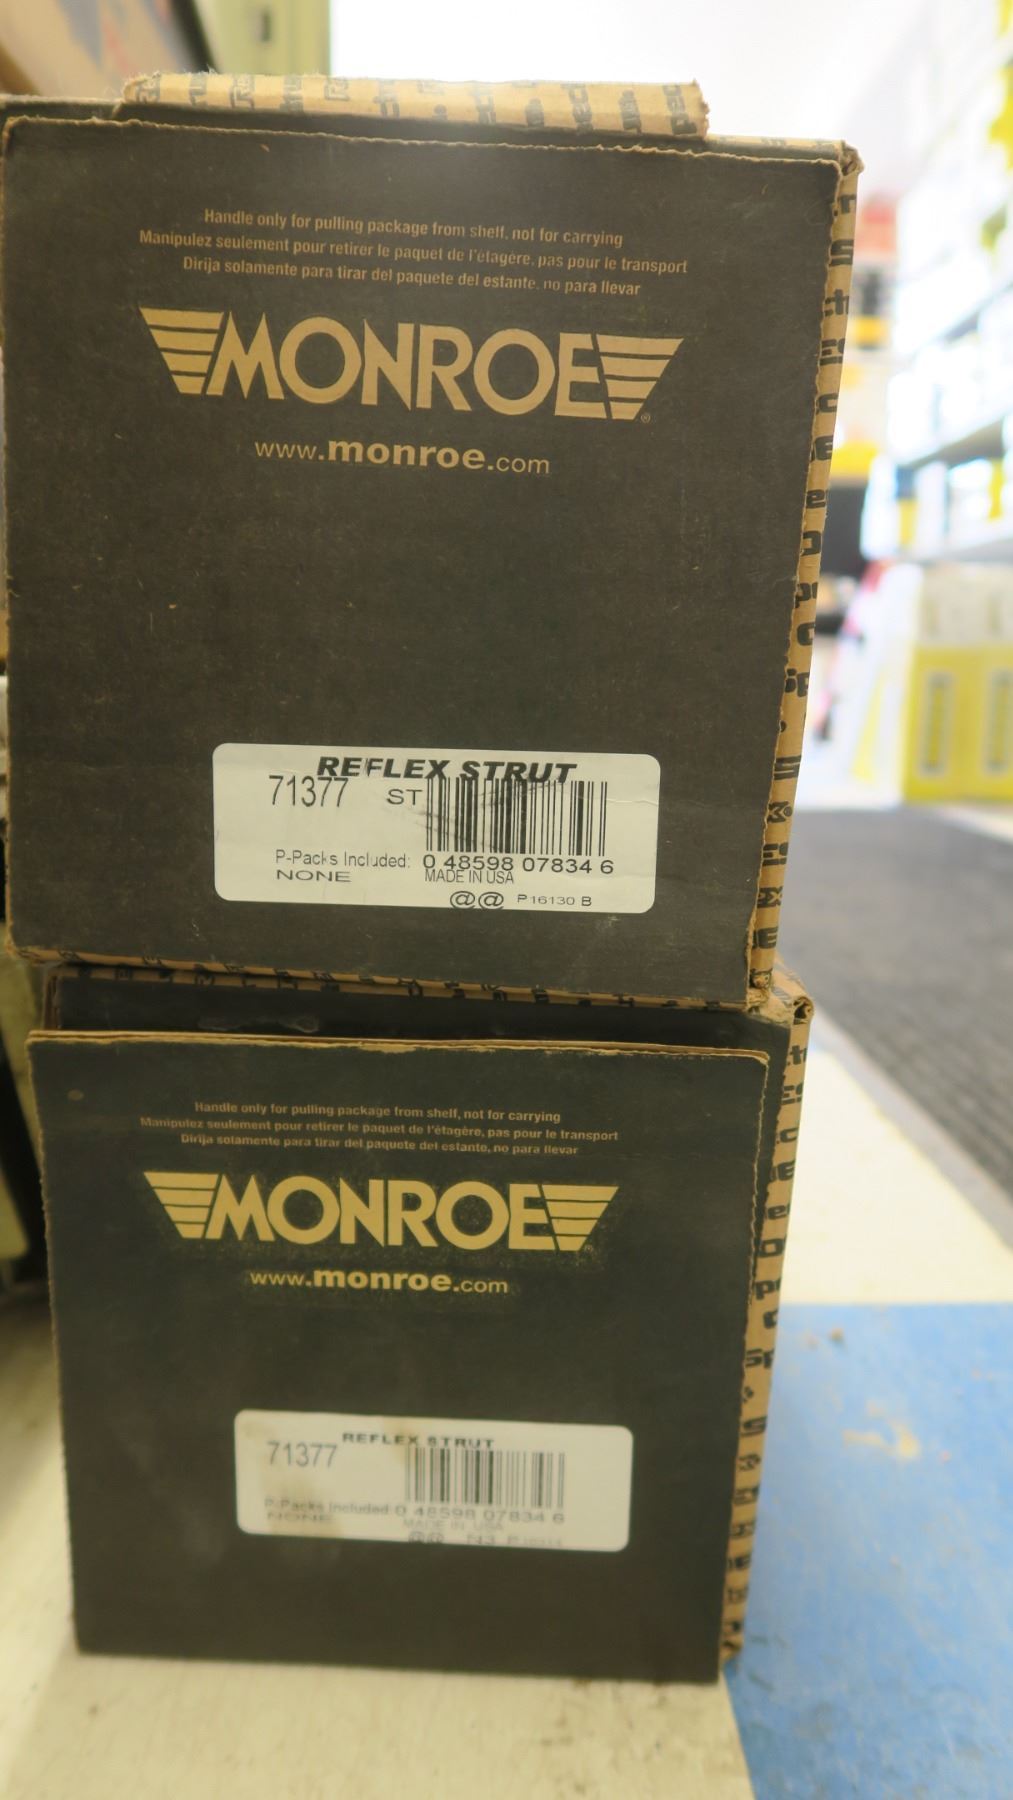 Handle only for pulling package from shelf, not for carrying
Manipulez seulement pour retirer le paquet de l'étagère, pas pour le transport
Dirija solamente para tirar del paquete del estante, no para llevar
MONROE®
www.monroe.com
REFLEX STRUT
71377 ST
P-Packs Included: 0 48598 07834 6
NONE MADE IN USA
@@ P16130 B
Handle only for pulling package from shelf, not for carrying
Manipulez seulement pour retirer le paquet de l'étagère, pas pour le transport
Dirija solamente para tirar del paquete del estante, no para llevar
MONROE®
www.monroe.com
REFLEX STRUT
71377
P-Packs Included: 0 48598 07834 6
NONE MADE IN USA
@@